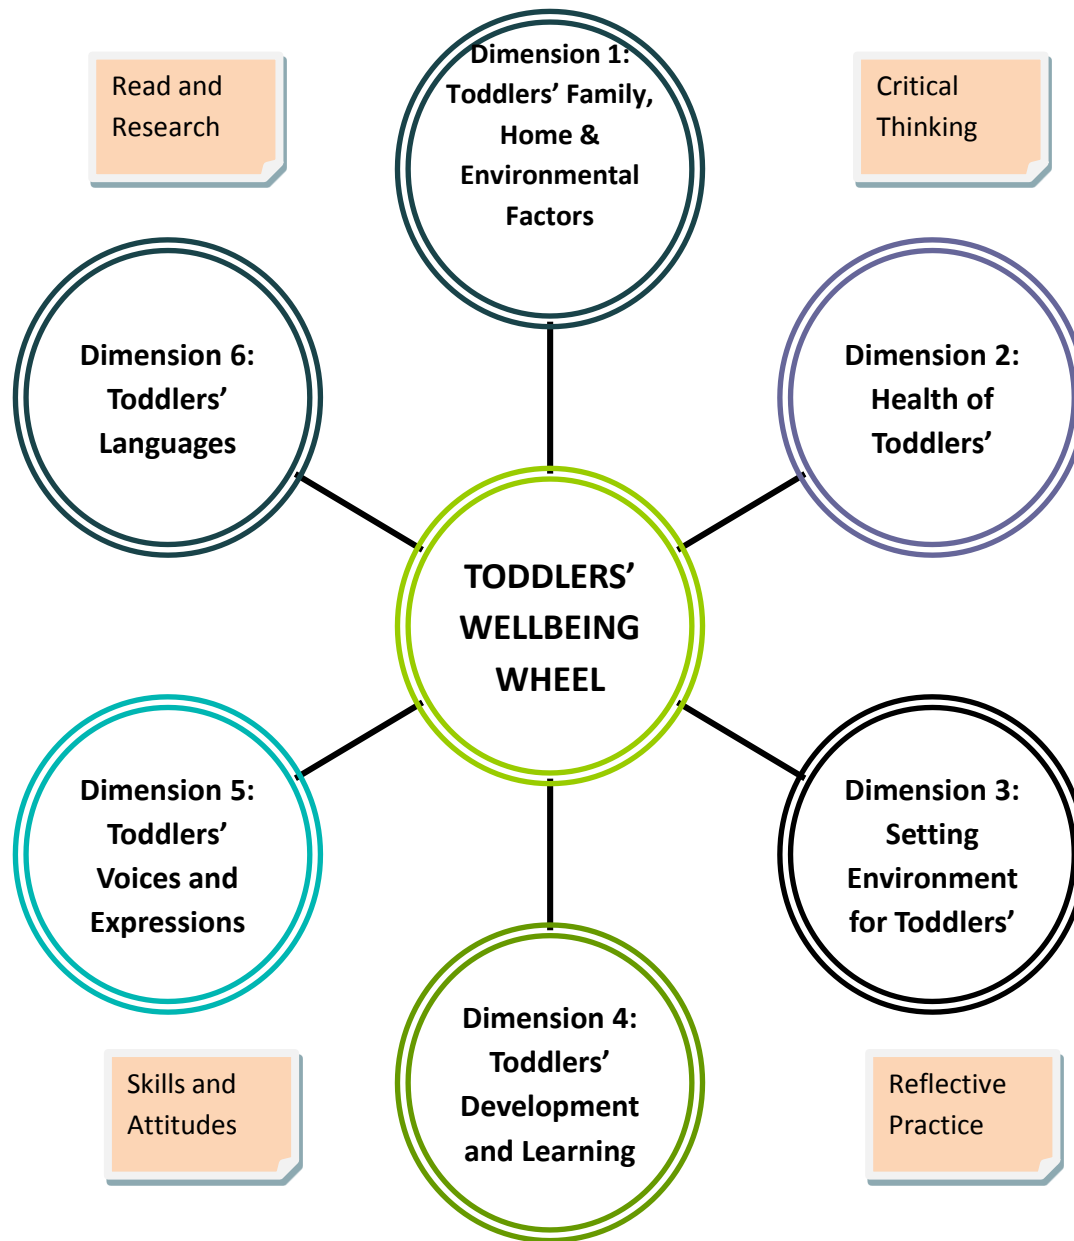 Read and
Research
Dimension 1:
Toddlers’ Family,
Home &
Environmental
Factors
Critical
Thinking
Dimension 6:
Toddlers’
Languages
Dimension 2:
Health of
Toddlers’
TODDLERS’
WELLBEING
WHEEL
Dimension 5:
Toddlers’
Voices and
Expressions
Dimension 3:
Setting
Environment
for Toddlers’
Dimension 4:
Toddlers’
Development
and Learning
Skills and
Attitudes
Reflective
Practice